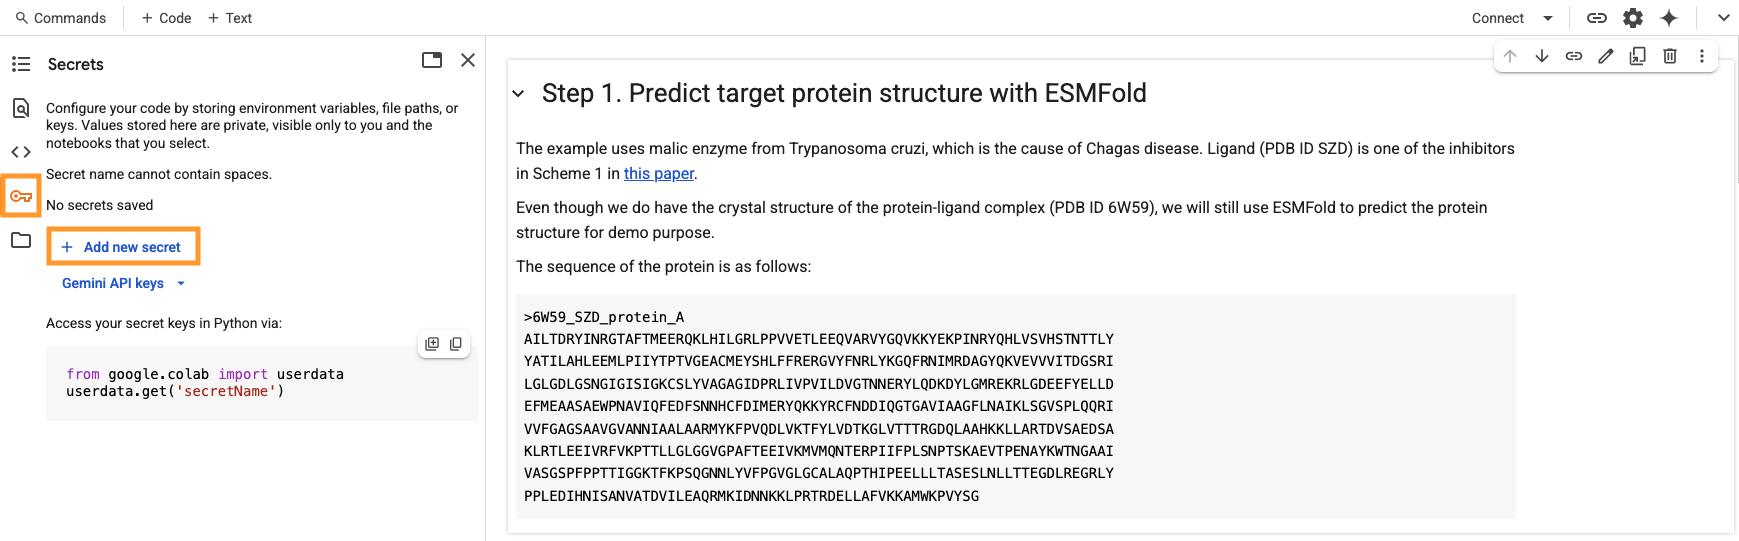 Commands
+ Code
+ Text
Connect
Secrets
Configure your code by storing environment variables, file paths, or
keys. Values stored here are private, visible only to you and the
notebooks that you select.
Secret name cannot contain spaces.
No secrets saved
+ Add new secret
Gemini API keys
Access your secret keys in Python via:
from google.colab import userdata
userdata.get('secretName')
Step 1. Predict target protein structure with ESMFold
The example uses malic enzyme from Trypanosoma cruzi, which is the cause of Chagas disease. Ligand (PDB ID SZD) is one of the inhibitors
in Scheme 1 in this paper.
Even though we do have the crystal structure of the protein-ligand complex (PDB ID 6W59), we will still use ESMFold to predict the protein
structure for demo purpose.
The sequence of the protein is as follows:
>6W59_SZD_protein_A
AILTDRYINRGTAFTMEERQKLHILGRLPPVVETLEEQVARVYGQVKKYEKPINRYQHLVSVHSTNTTLY
YATILAHLEEMLPIIYTPTVGEACMEYSHLFFRERGVYFNRLYKGQFRNIMRDAGYQKVEVVVITDGSRI
LGLGDLGSNGIGISIGKCSLYVAGAGIDPRLIVPVILDVGTNNERYLQDKDYLGMREKRLGDEEFYELLD
EFMEAASAEWPNAVIQFEDFSNNHCFDIMERYQKKYRCFNDDIQGTGAVIAAGFLNAIKLSGVSPLQQRI
VVFGAGSAAVGVANNIAALAARMYKFPVQDLVKTFYLVDTKGLVTTTRGDQLAAHKKLLARTDVSAEDSA
KLRTLEEIVRFVKPTTLLGLGGVGPAFTEEIVKMVMQNTERPIIFPLSNPTSKAEVTPENAYKWTNGAAI
VASGSPFPPTTIGGKTFKPSQGNNLYVFPGVGLGCALAQPTHIPEELLLTASESLNLLTTEGDLREGRLY
PPLEDIHNISANVATDVILEAQRMKIDNNKKLPRTRDELLAFVKKAMWKPVYSG